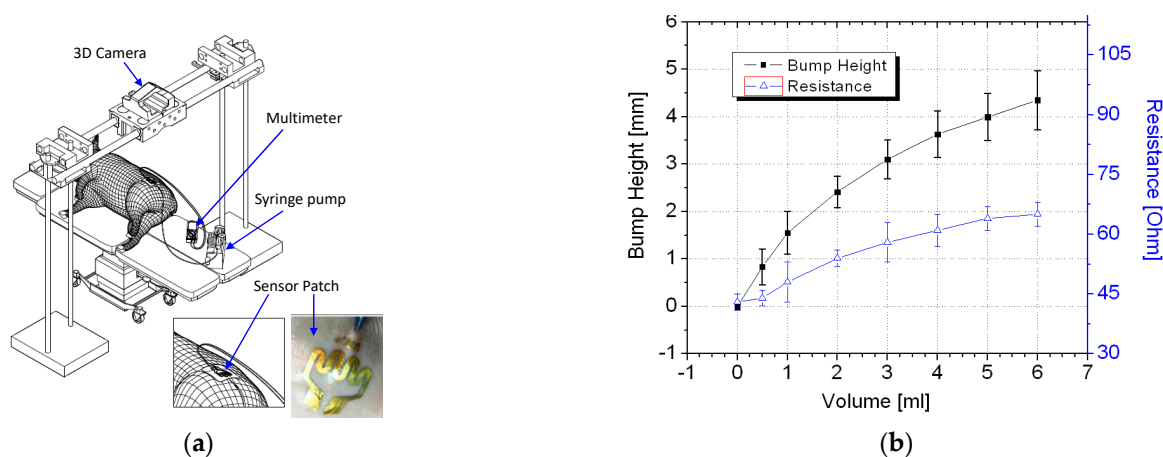 3D Camera
Multimeter
Syringe pump
Sensor Patch
(a)
Bump Height [mm]
6
5
4
3
2
1
0
-1
Bump Height
Resistance
105
90
75
60
45
30
Resistance [Ohm]
-1 0 1 2 3 4 5 6 7
Volume [ml]
(b)